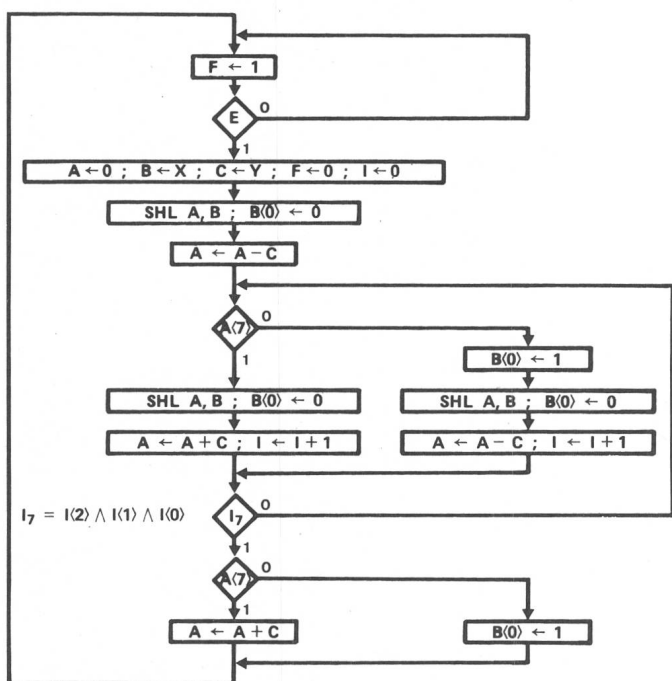 F ← 1
E
0
1
A←0 ; B←X ; C←Y ; F←0 ; I←0
SHL A, B ; B⟨0⟩ ← 0
A ← A − C
A⟨7⟩
0
1
B⟨0⟩ ← 1
SHL A, B ; B⟨0⟩ ← 0
SHL A, B ; B⟨0⟩ ← 0
A ← A + C ; I ← I + 1
A ← A − C ; I ← I + 1
I₇ = I⟨2⟩ ∧ I⟨1⟩ ∧ I⟨0⟩
I₇
0
1
A⟨7⟩
0
1
A ← A + C
B⟨0⟩ ← 1